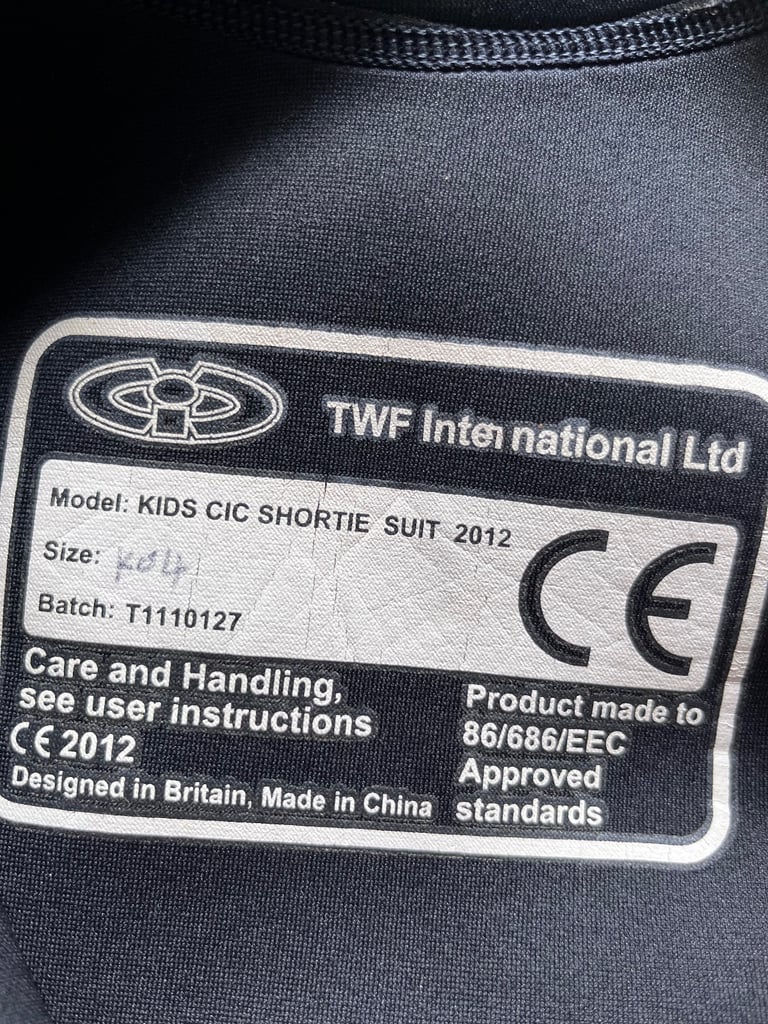 TWF International Ltd
Model: KIDS CIC SHORTIE SUIT 2012
Size: K04
Batch: T1110127
CE
Care and Handling,
see user instructions
CE 2012
Designed in Britain, Made in China
Product made to
86/686/EEC
Approved
standards